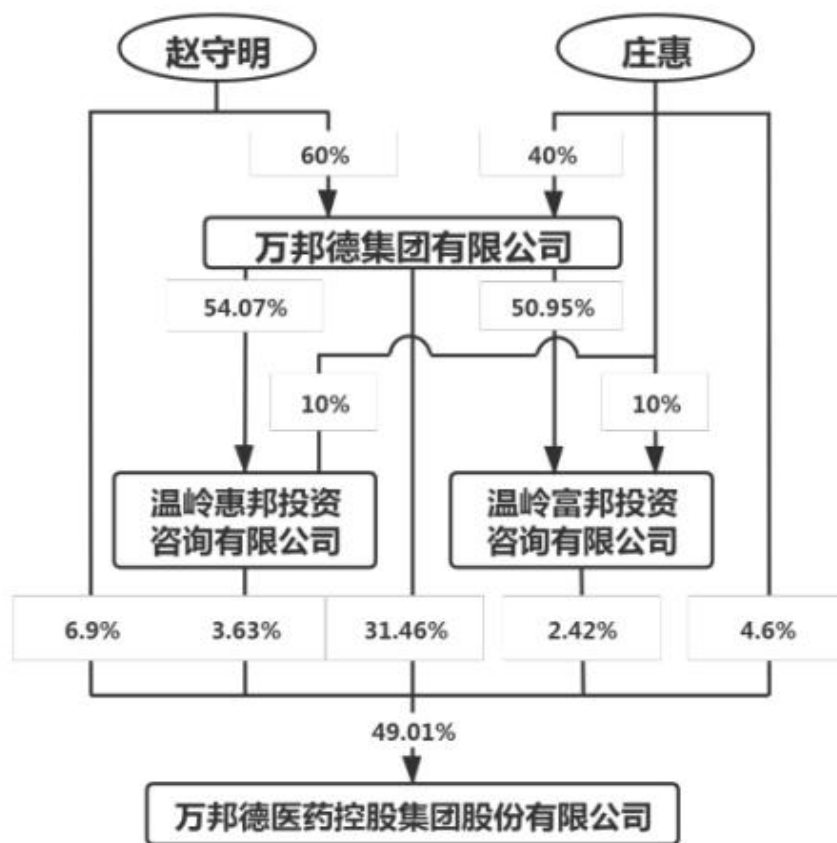 赵守明
庄惠
60%
40%
万邦德集团有限公司
54.07%
50.95%
10%
10%
温岭惠邦投资
咨询有限公司
温岭富邦投资
咨询有限公司
6.9%
3.63%
31.46%
2.42%
4.6%
49.01%
万邦德医药控股集团股份有限公司